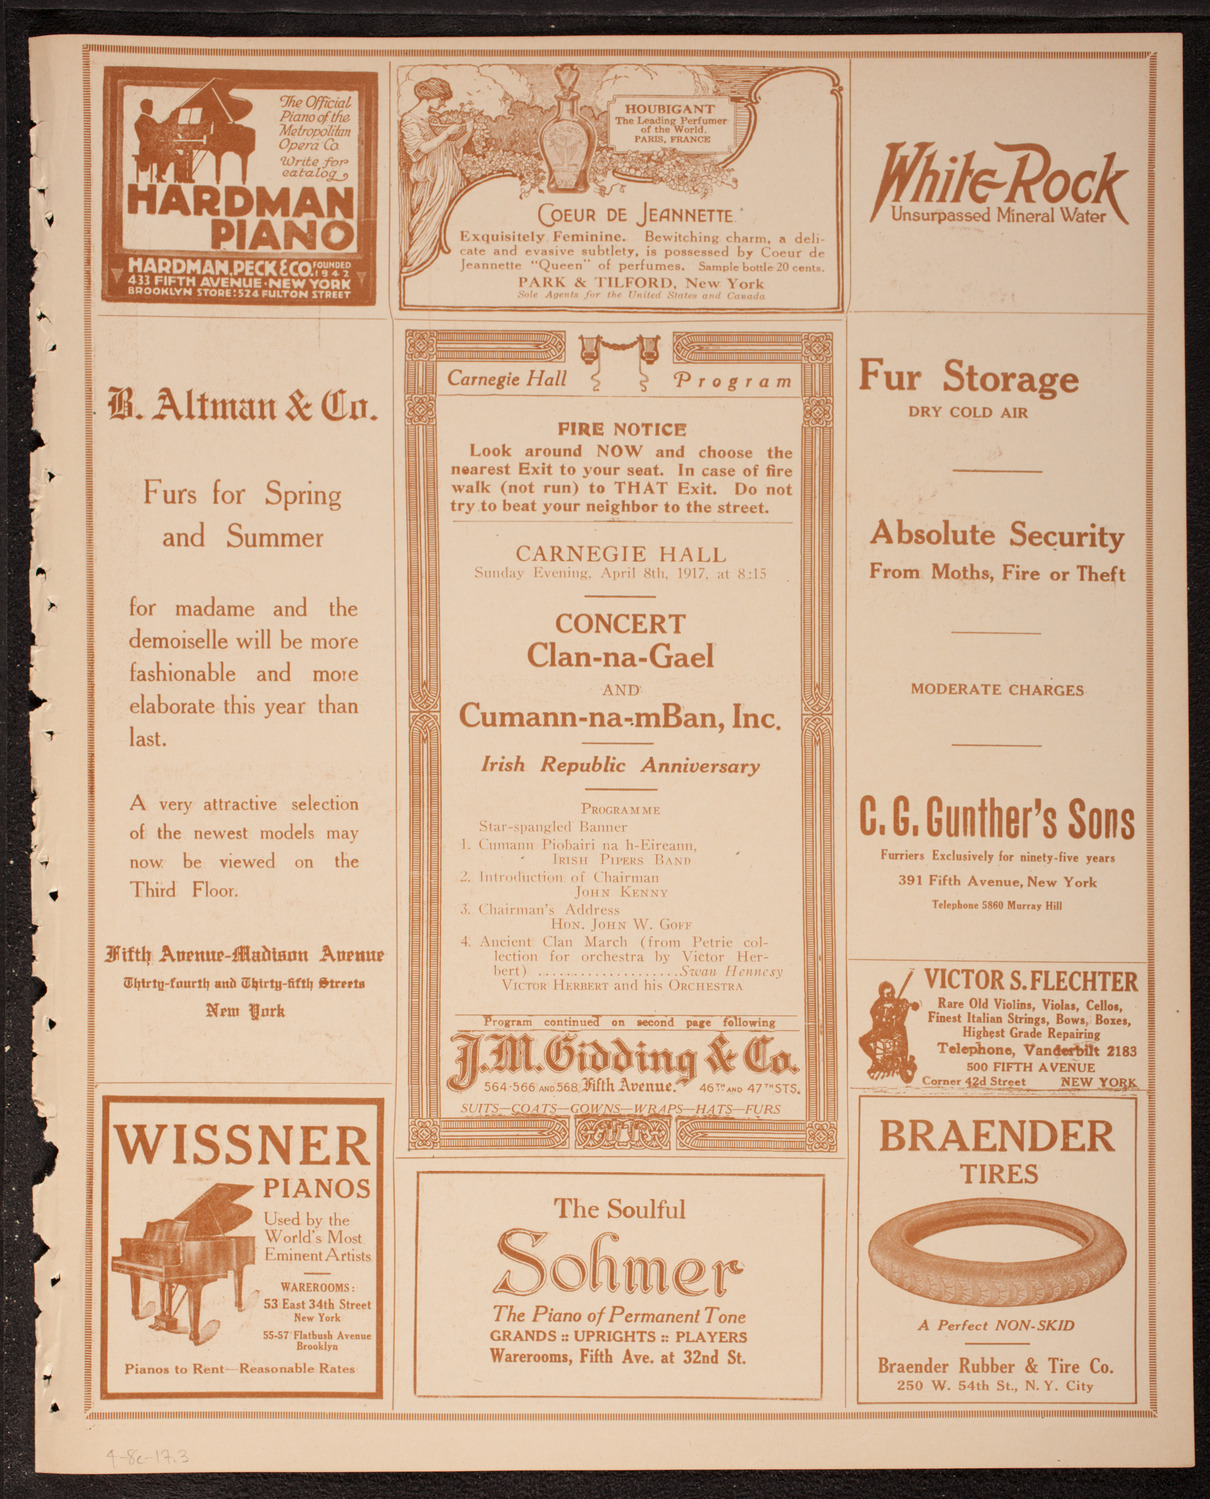 The Official
Piano of the
Metropolitan
Opera Co.
Write for
catalog
HARDMAN
PIANO
HARDMAN, PECK & CO. FOUNDED 1842
433 FIFTH AVENUE · NEW YORK
BROOKLYN STORE: 524 FULTON STREET
HOUBIGANT
The Leading Perfumer
of the World.
PARIS, FRANCE
COEUR DE JEANNETTE
Exquisitely Feminine. Bewitching charm, a deli-
cate and evasive subtlety, is possessed by Coeur de
Jeannette "Queen" of perfumes. Sample bottle 20 cents.
PARK & TILFORD, New York
Sole Agents for the United States and Canada
White Rock
Unsurpassed Mineral Water
B. Altman & Co.
Furs for Spring
and Summer
for madame and the
demoiselle will be more
fashionable and more
elaborate this year than
last.
A very attractive selection
of the newest models may
now be viewed on the
Third Floor.
Fifth Avenue-Madison Avenue
Thirty-fourth and Thirty-fifth Streets
New York
Carnegie Hall Program
FIRE NOTICE
Look around NOW and choose the
nearest Exit to your seat. In case of fire
walk (not run) to THAT Exit. Do not
try to beat your neighbor to the street.
CARNEGIE HALL
Sunday Evening, April 8th, 1917, at 8:15
CONCERT
Clan-na-Gael
AND
Cumann-na-mBan, Inc.
Irish Republic Anniversary
PROGRAMME
Star-spangled Banner
1. Cumann Piobairi na h-Eireann,
IRISH PIPERS BAND
2. Introduction of Chairman
JOHN KENNY
3. Chairman's Address
HON. JOHN W. GOFF
4. Ancient Clan March (from Petrie col-
lection for orchestra by Victor Her-
bert) ....................Swan Hennesy
VICTOR HERBERT and his ORCHESTRA
Program continued on second page following
J.M. Gidding & Co.
564-566 AND 568 Fifth Avenue. 46TH AND 47TH STS.
SUITS—COATS—GOWNS—WRAPS—HATS—FURS
Fur Storage
DRY COLD AIR
Absolute Security
From Moths, Fire or Theft
MODERATE CHARGES
C. G. Gunther's Sons
Furriers Exclusively for ninety-five years
391 Fifth Avenue, New York
Telephone 5860 Murray Hill
VICTOR S. FLECHTER
Rare Old Violins, Violas, Cellos,
Finest Italian Strings, Bows, Boxes,
Highest Grade Repairing
Telephone, Vanderbilt 2183
500 FIFTH AVENUE
Corner 42d Street NEW YORK
WISSNER
PIANOS
Used by the
World's Most
Eminent Artists
WAREROOMS:
53 East 34th Street
New York
55-57 Flatbush Avenue
Brooklyn
Pianos to Rent—Reasonable Rates
The Soulful
Sohmer
The Piano of Permanent Tone
GRANDS :: UPRIGHTS :: PLAYERS
Warerooms, Fifth Ave. at 32nd St.
BRAENDER
TIRES
A Perfect NON-SKID
Braender Rubber & Tire Co.
250 W. 54th St., N. Y. City
4-8e-17.3